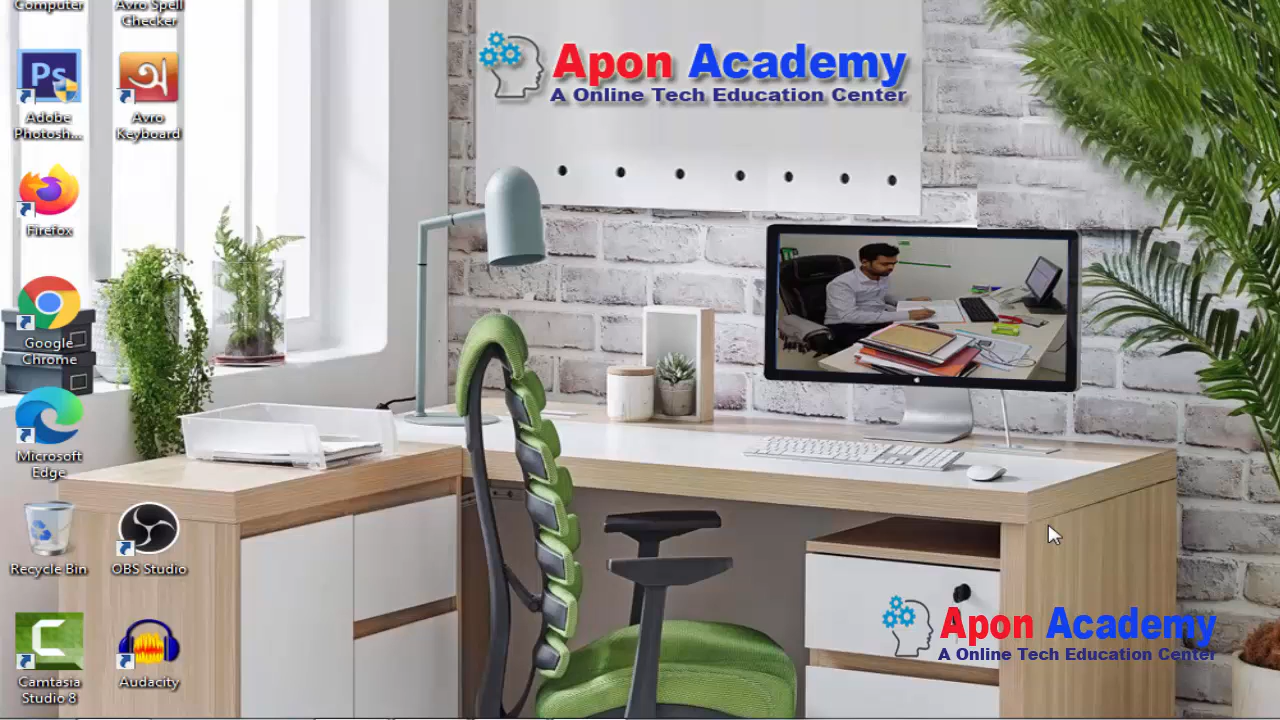 Computer
Avro Spell
Checker
Ps
Adobe
Photosh...
অ
Avro
Keyboard
Firefox
Google
Chrome
Microsoft
Edge
Recycle Bin
OBS Studio
C
Camtasia
Studio 8
Audacity
Apon Academy
A Online Tech Education Center
Apon Academy
A Online Tech Education Center